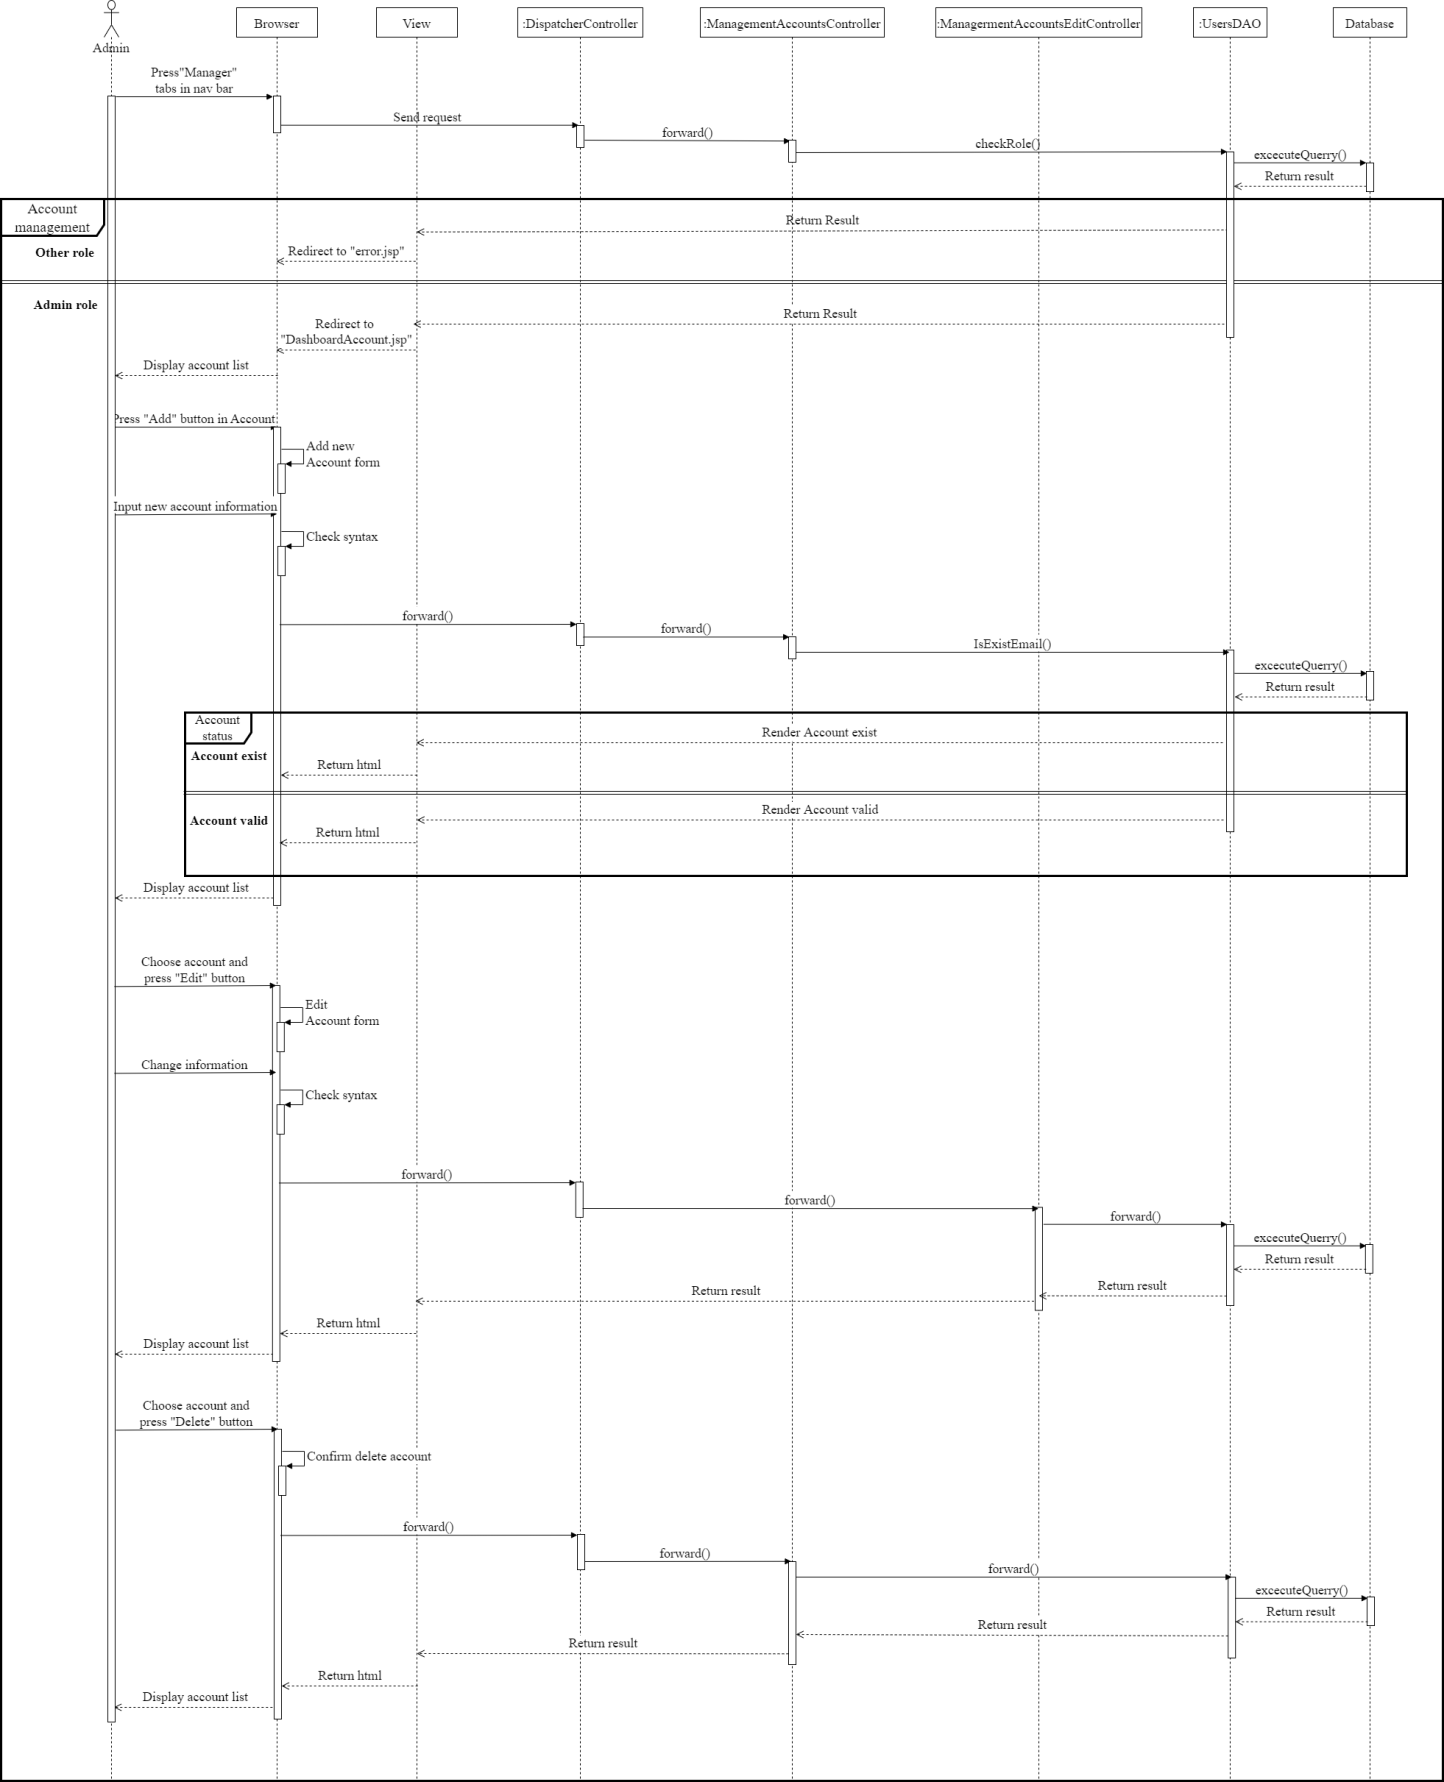 Admin
Browser
View
:DispatcherController
:ManagementAccountsController
:ManagermentAccountsEditController
:UsersDAO
Database
Press"Manager"
tabs in nav bar
Send request
forward()
checkRole()
excecuteQuerry()
Return result
Account
management
Return Result
Other role
Redirect to "error.jsp"
Admin role
Return Result
Redirect to
"DashboardAccount.jsp"
Display account list
Press "Add" button in Account
Add new
Account form
Input new account information
Check syntax
forward()
forward()
IsExistEmail()
excecuteQuerry()
Return result
Account
status
Render Account exist
Account exist
Return html
Render Account valid
Account valid
Return html
Display account list
Choose account and
press "Edit" button
Edit
Account form
Change information
Check syntax
forward()
forward()
forward()
excecuteQuerry()
Return result
Return result
Return result
Return html
Display account list
Choose account and
press "Delete" button
Confirm delete account
forward()
forward()
forward()
excecuteQuerry()
Return result
Return result
Return result
Return html
Display account list